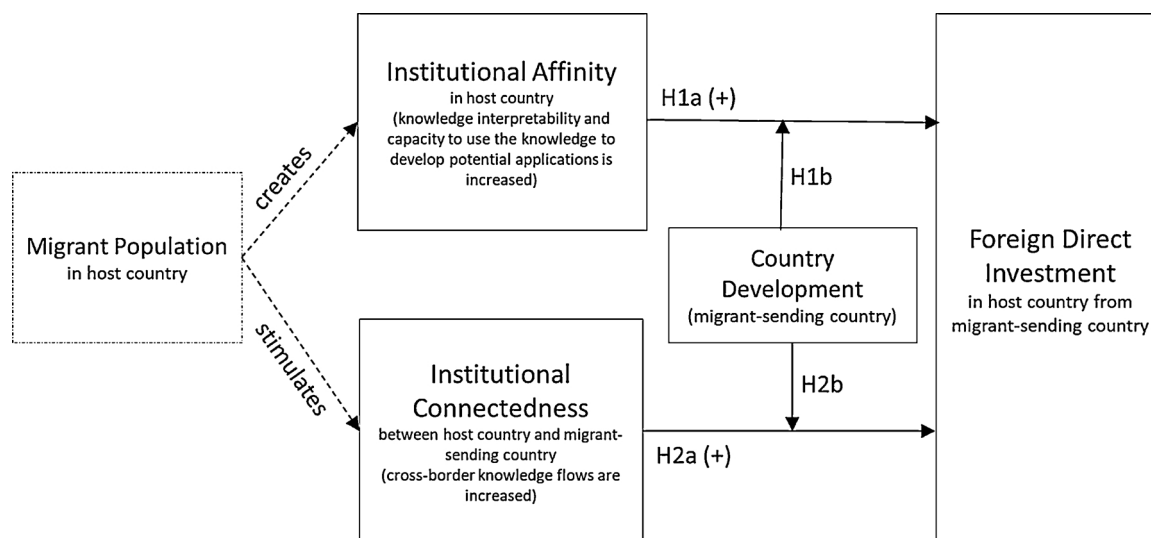 Migrant Population
in host country
creates
stimulates
Institutional Affinity
in host country
(knowledge interpretability and
capacity to use the knowledge to
develop potential applications is
increased)
Institutional
Connectedness
between host country and migrant-
sending country
(cross-border knowledge flows are
increased)
H1a (+)
H1b
Country
Development
(migrant-sending country)
H2b
H2a (+)
Foreign Direct
Investment
in host country from
migrant-sending country